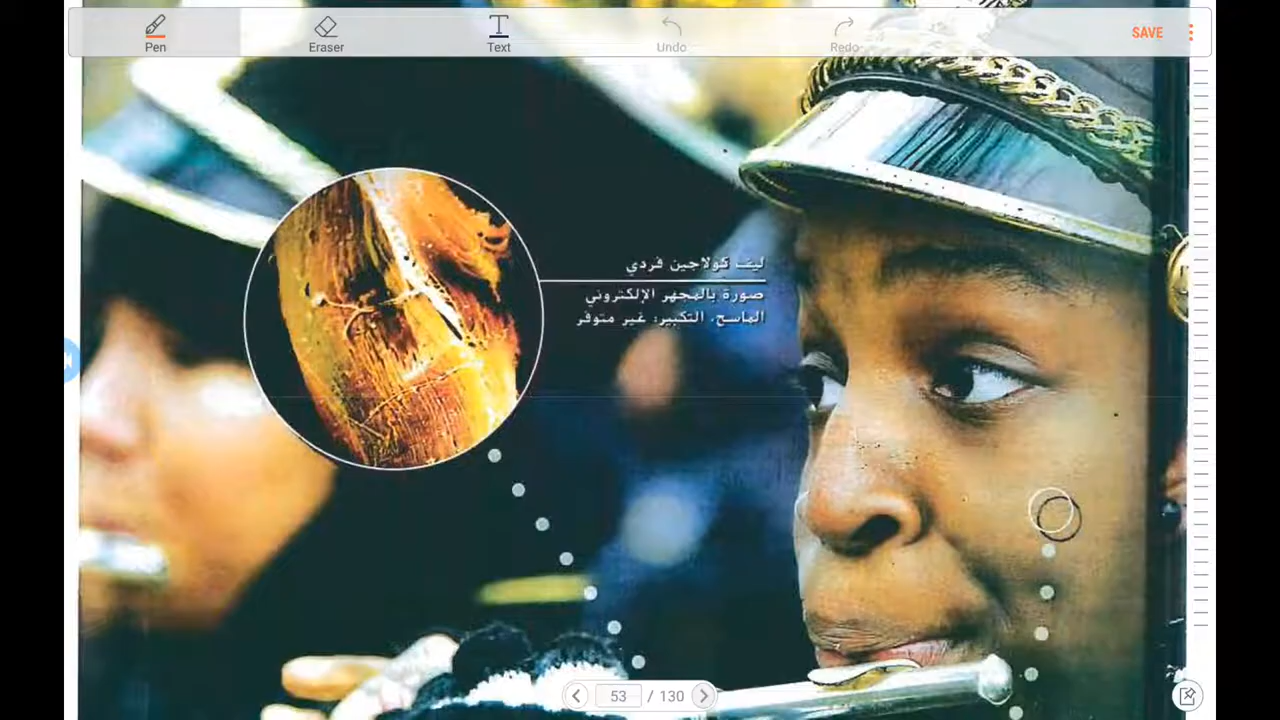 Pen
Eraser
Text
Undo
Redo
SAVE
ليف كولاجين فردي
صورة بالمجهر الإلكتروني
الماسح، التكبير: غير متوفر
53 / 130